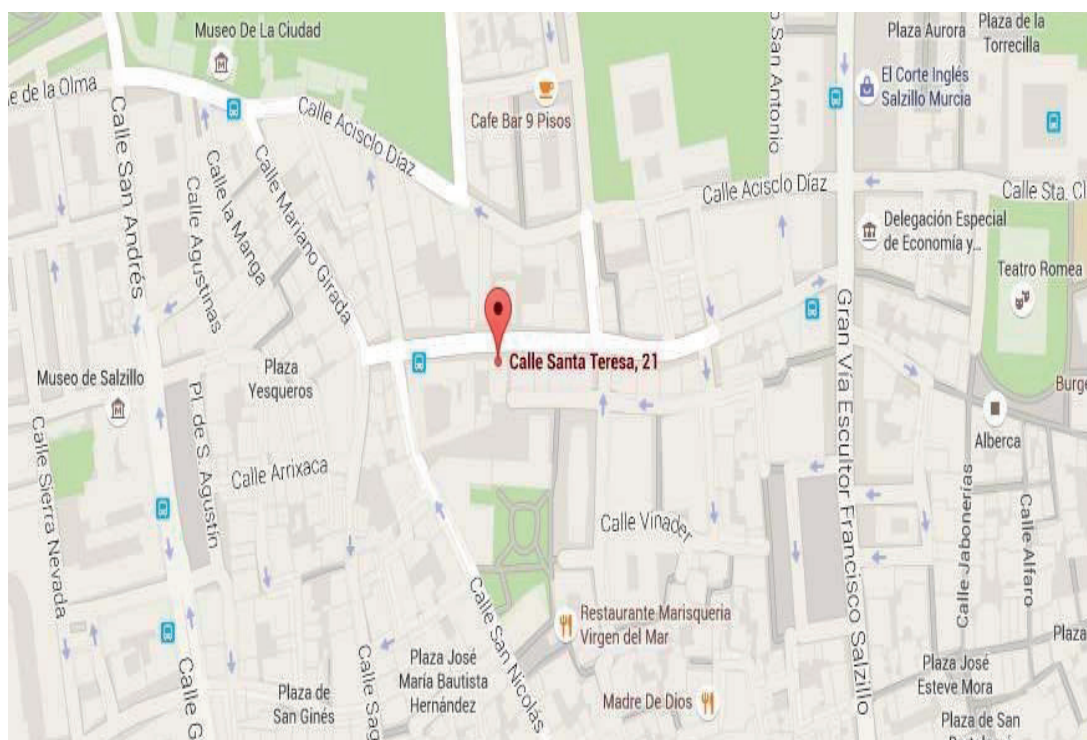 Museo De La Ciudad
Plaza Aurora
Plaza de la
Torrecilla
San Antonio
El Corte Inglés
Salzillo Murcia
de la Olma
Cafe Bar 9 Pisos
Calle Acisclo Diaz
Calle San Andrés
Calle la Manga
Calle Agustinas
Calle Mariano Girada
Calle Acisclo Díaz
Calle Sta.
Delegación Especial
de Economía y...
Teatro Romea
Calle Santa Teresa, 21
Plaza
Yesqueros
Museo de Salzillo
Pl. de S. Agustín
Calle Sierra Nevada
Calle Arrixaca
Gran Vía Escultor Francisco Salzillo
Alberca
Calle Vinader
Calle Jabonerías
Calle Alfaro
Calle San Nicolás
Restaurante Marisqueria
Virgen del Mar
Plaza José
María Bautista
Hernández
Plaza de
San Ginés
Calle
Calle
Madre De Dios
Plaza José
Esteve Mora
Plaza
Plaza de San